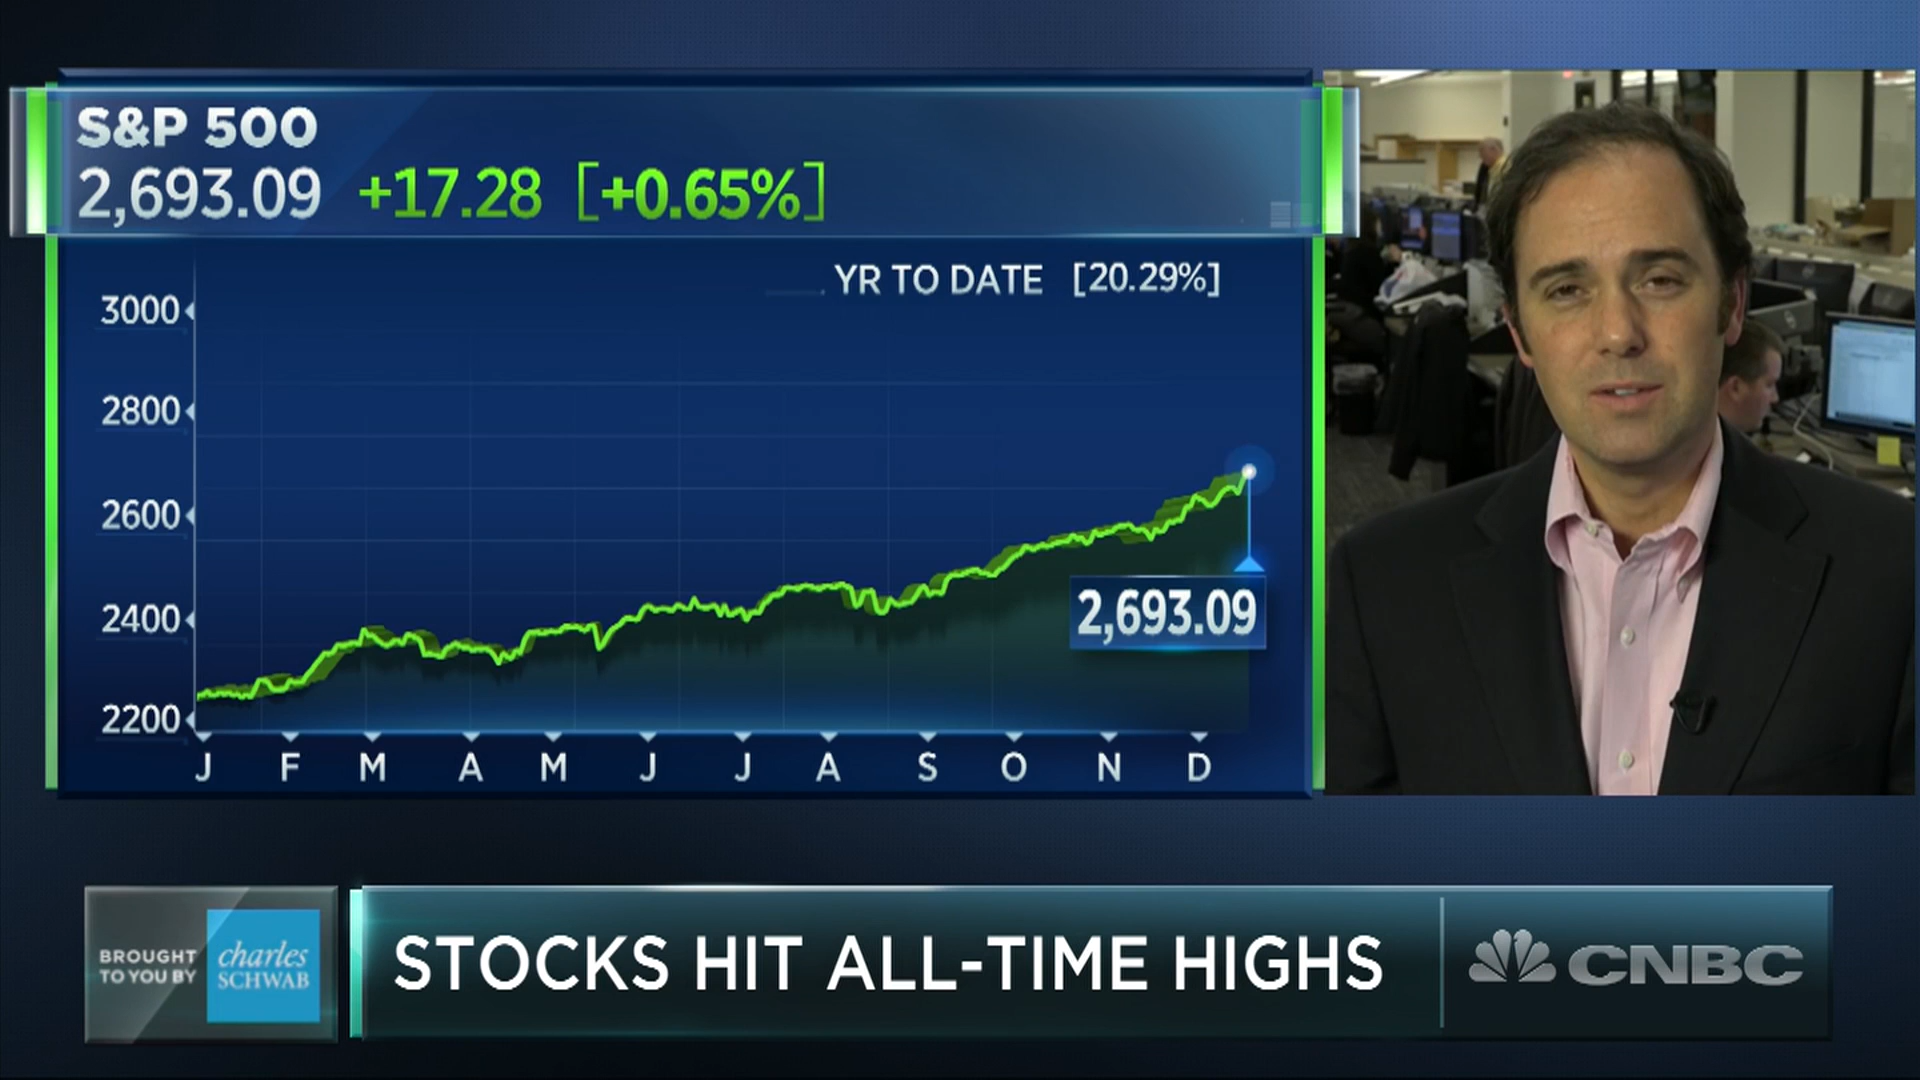 S&P 500
2,693.09 +17.28 [+0.65%]
YR TO DATE [20.29%]
3000
2800
2600
2400
2200
2,693.09
J F M A M J J A S O N D
BROUGHT
TO YOU BY
charles
SCHWAB
STOCKS HIT ALL-TIME HIGHS
CNBC